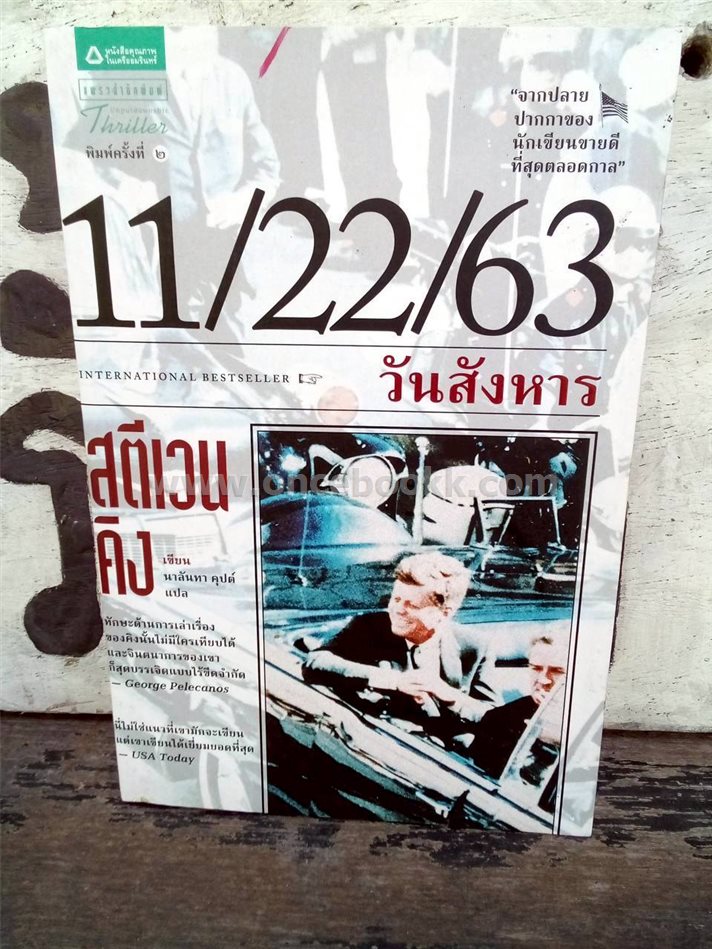 หนังสือคุณภาพ
ในเครืออมรินทร์
แพรวสำนักพิมพ์
Thriller
พิมพ์ครั้งที่ ๒
“จากปลาย
ปากกาของ
นักเขียนขายดี
ที่สุดตลอดกาล”
11/22/63
INTERNATIONAL BESTSELLER
วันสังหาร
สตีเวน
คิง
เขียน
นาลันทา คุปต์
แปล
ทักษะด้านการเล่าเรื่อง
ของคิงนั้นไม่มีใครเทียบได้
และจินตนาการของเขา
ก็สุดบรรเจิดแบบไร้ขีดจำกัด
— George Pelecanos
นี่ไม่ใช่แนวที่เขามักจะเขียน
แต่เขาเขียนได้เยี่ยมยอดที่สุด
— USA Today